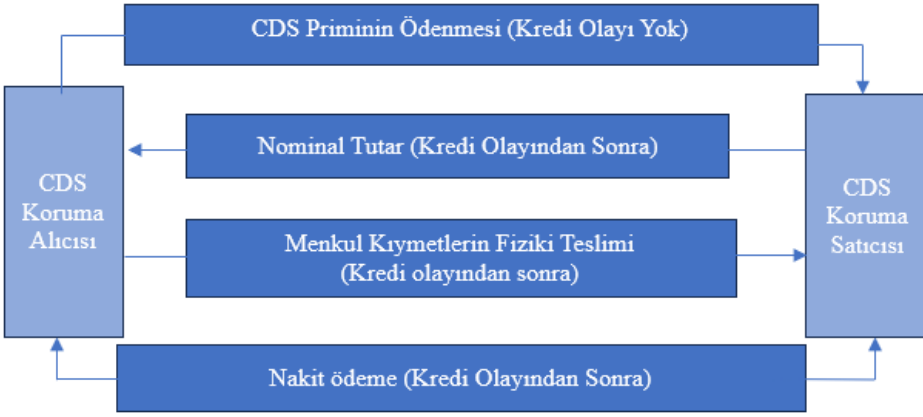 CDS Priminin Ödenmesi (Kredi Olayı Yok)
Nominal Tutar (Kredi Olayından Sonra)
CDS
Koruma
Alıcısı
CDS
Koruma
Satıcısı
Menkul Kıymetlerin Fiziki Teslimi
(Kredi olayından sonra)
Nakit ödeme (Kredi Olayından Sonra)